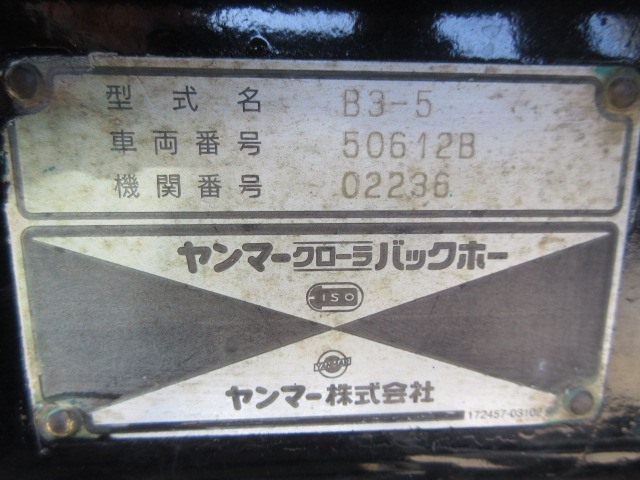 型式名 B3-5
車両番号 50612B
機関番号 02236
ヤンマークローラバックホー
ISO
YANMAR
ヤンマー株式会社
172457-03102